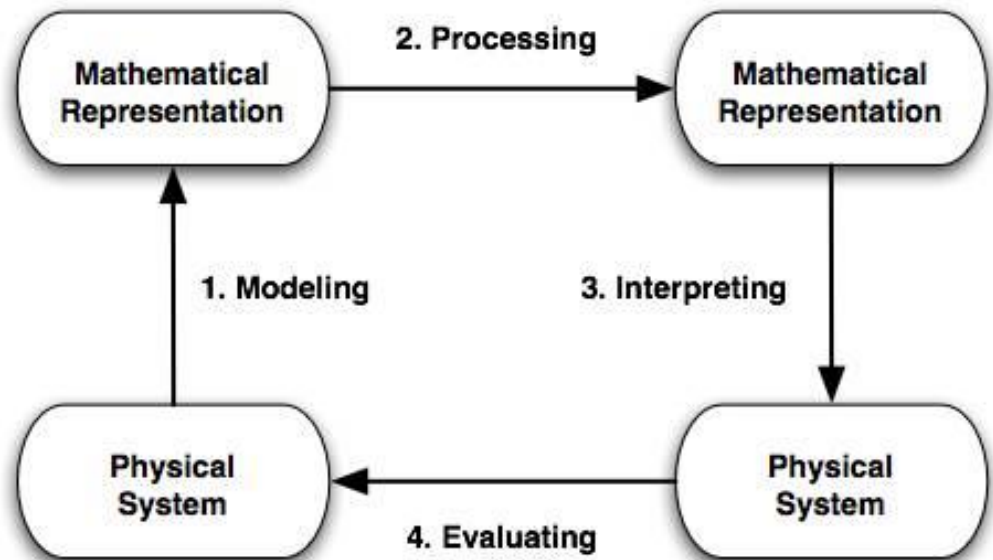 2. Processing
Mathematical
Representation
Mathematical
Representation
1. Modeling
3. Interpreting
Physical
System
Physical
System
4. Evaluating